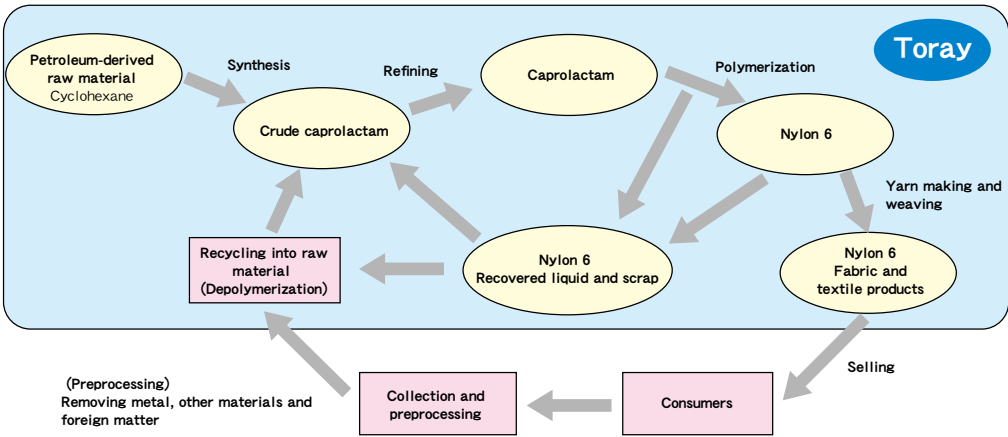 Toray
Petroleum-derived
raw material
Cyclohexane
Synthesis
Refining
Caprolactam
Polymerization
Crude caprolactam
Nylon 6
Yarn making and
weaving
Recycling into raw
material
(Depolymerization)
Nylon 6
Recovered liquid and scrap
Nylon 6
Fabric and
textile products
Selling
(Preprocessing)
Removing metal, other materials and
foreign matter
Collection and
preprocessing
Consumers